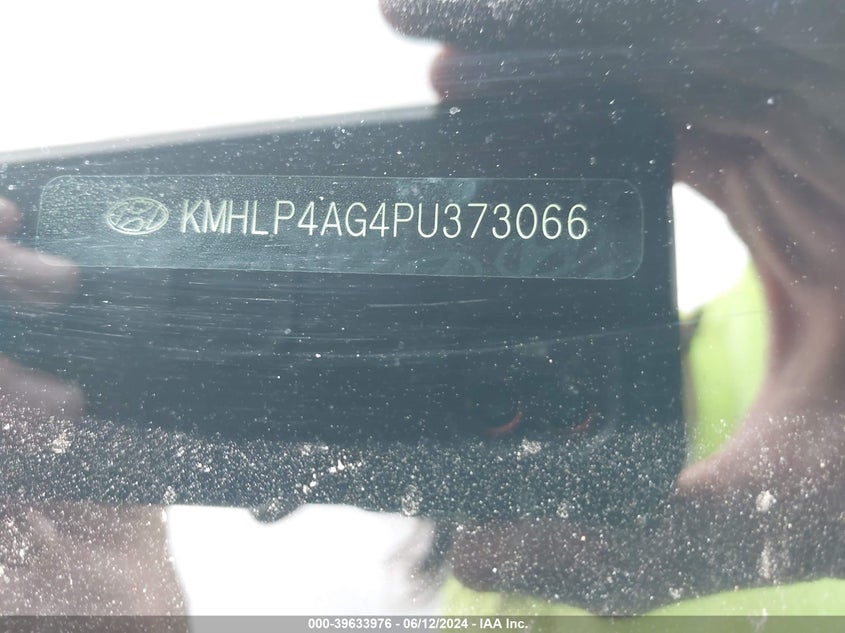 KMHLP4AG4PU373066
000-39633976 - 06/12/2024 - IAA Inc.